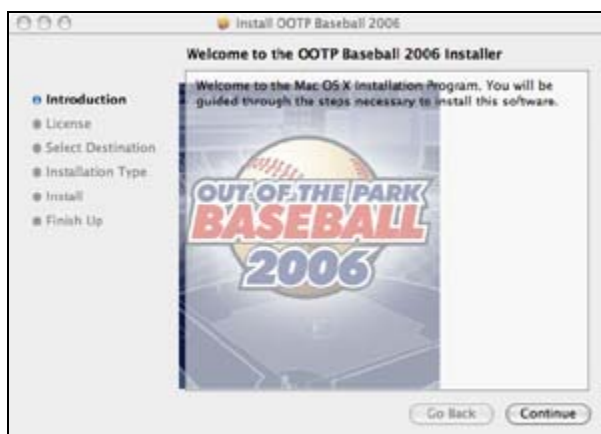 Install OOTP Baseball 2006
Welcome to the OOTP Baseball 2006 Installer
Introduction
License
Select Destination
Installation Type
Install
Finish Up
Welcome to the Mac OS X Installation Program. You will be
guided through the steps necessary to install this software.
OUT OF THE PARK
BASEBALL
2006
Go Back
Continue